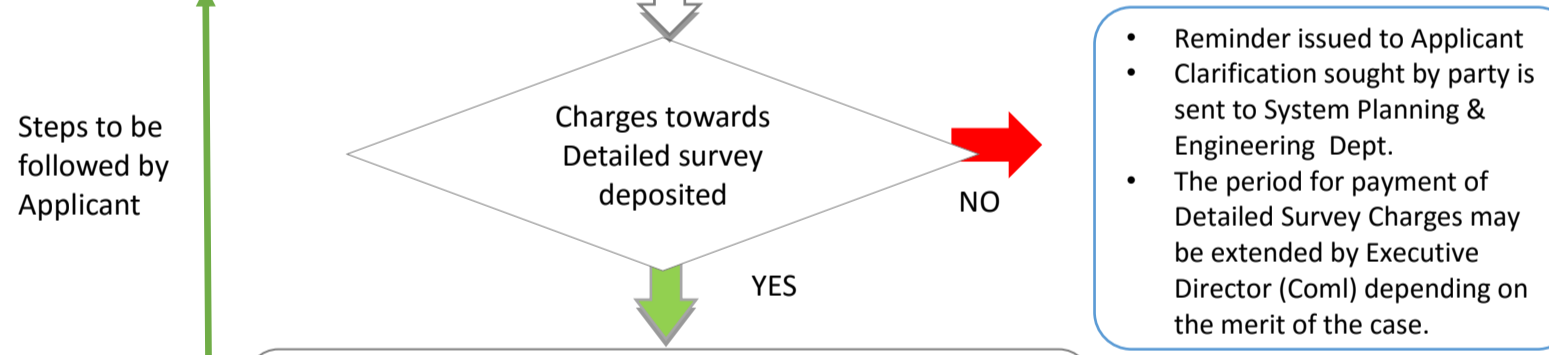 Steps to be
followed by
Applicant
Charges towards
Detailed survey
deposited
NO
YES
• Reminder issued to Applicant
• Clarification sought by party is
sent to System Planning &
Engineering Dept.
• The period for payment of
Detailed Survey Charges may
be extended by Executive
Director (Coml) depending on
the merit of the case.